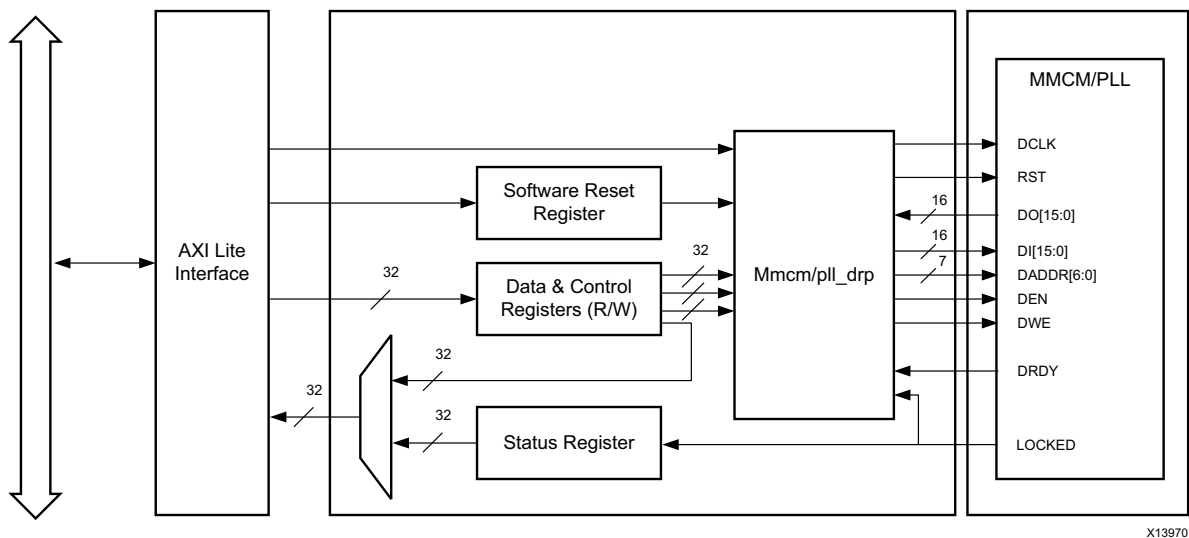 MMCM/PLL
DCLK
Software Reset
Register
RST
16
DO[15:0]
AXI Lite
Interface
32
Data & Control
Registers (R/W)
32
Mmcm/pll_drp
16
DI[15:0]
7
DADDR[6:0]
DEN
DWE
32
DRDY
32
32
Status Register
LOCKED
X13970